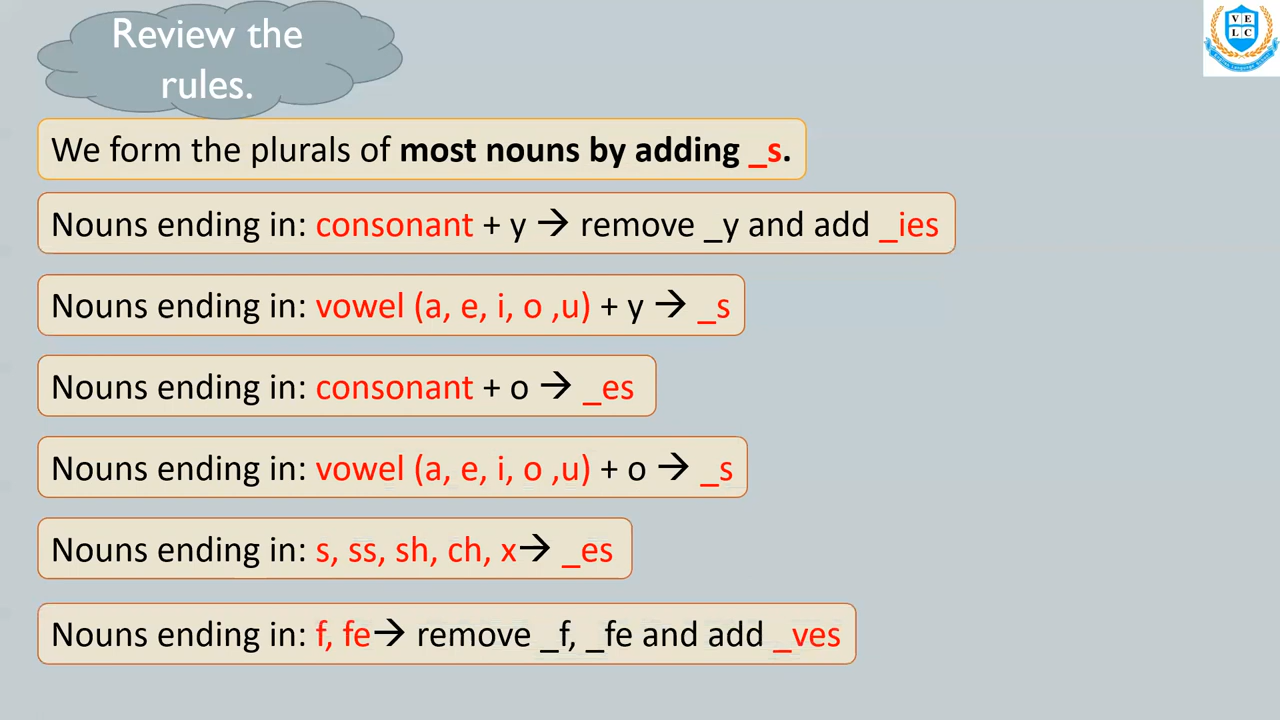 Review the
rules.
V E
L C
We form the plurals of most nouns by adding _s.
Nouns ending in: consonant + y → remove _y and add _ies
Nouns ending in: vowel (a, e, i, o ,u) + y → _s
Nouns ending in: consonant + o → _es
Nouns ending in: vowel (a, e, i, o ,u) + o → _s
Nouns ending in: s, ss, sh, ch, x→ _es
Nouns ending in: f, fe→ remove _f, _fe and add _ves